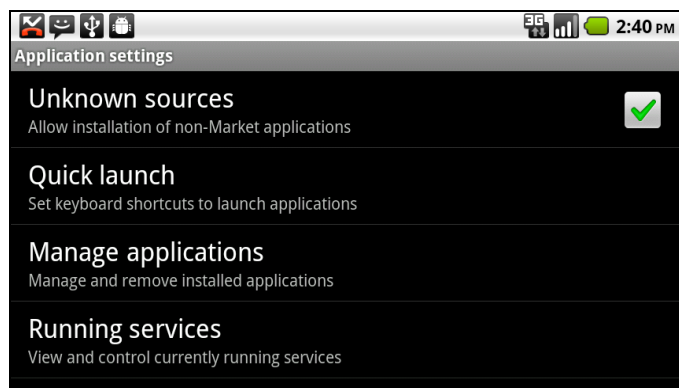 3G 2:40 PM
Application settings
Unknown sources
Allow installation of non-Market applications
Quick launch
Set keyboard shortcuts to launch applications
Manage applications
Manage and remove installed applications
Running services
View and control currently running services